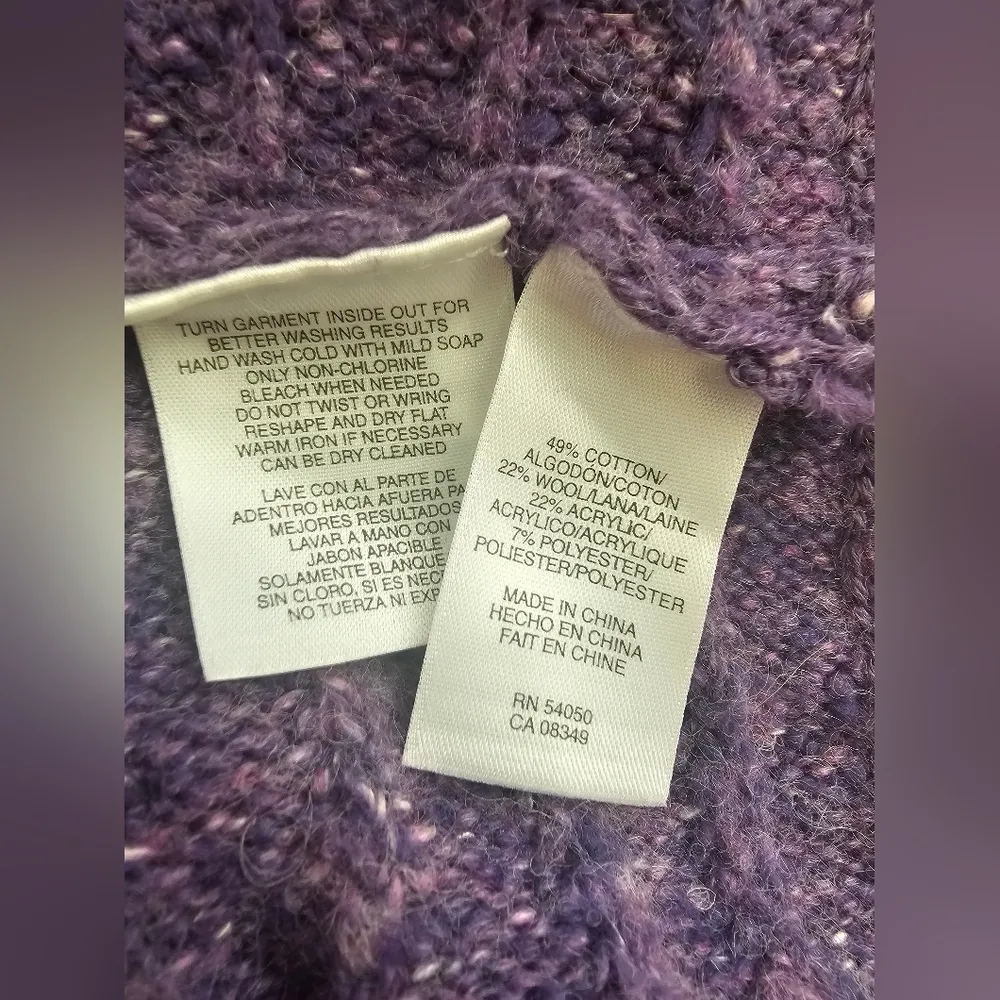 TURN GARMENT INSIDE OUT FOR
BETTER WASHING RESULTS
HAND WASH COLD WITH MILD SOAP
ONLY NON-CHLORINE
BLEACH WHEN NEEDED
DO NOT TWIST OR WRING
RESHAPE AND DRY FLAT
WARM IRON IF NECESSARY
CAN BE DRY CLEANED
LAVE CON AL PARTE DE
ADENTRO HACIA AFUERA
MEJORES RESULTADOS
LAVAR A MANO CON
JABON APACIBLE
SOLAMENTE BLANQUE
SIN CLORO, SI ES NEC
NO TUERZA NI EXP
49% COTTON/
ALGODON/COTON
22% WOOL/LANA/LAINE
22% ACRYLIC/
ACRYLICO/ACRYLIQUE
7% POLYESTER/
POLIESTER/POLYESTER
MADE IN CHINA
HECHO EN CHINA
FAIT EN CHINE
RN 54050
CA 08349